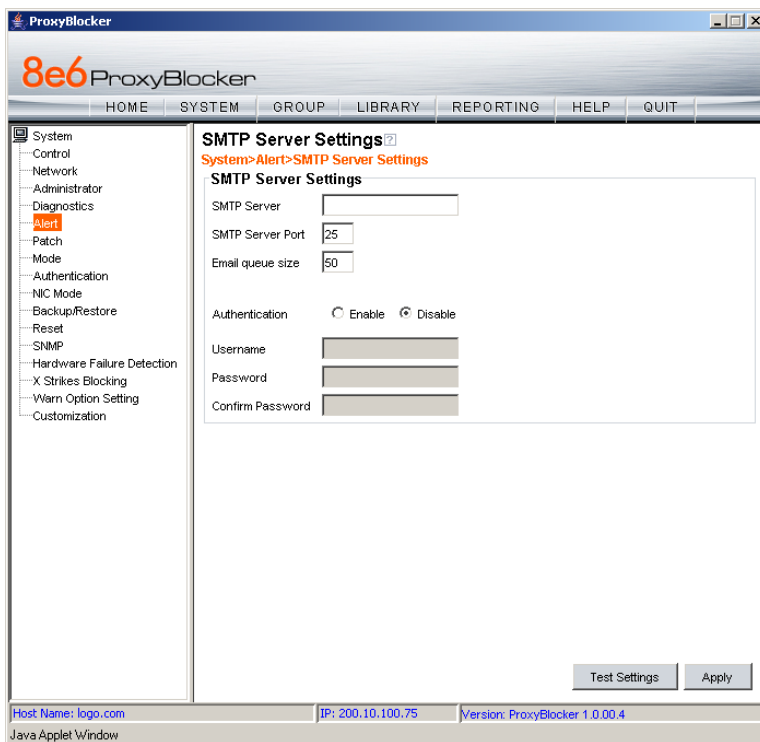 ProxyBlocker
8e6 ProxyBlocker
HOME SYSTEM GROUP LIBRARY REPORTING HELP QUIT
System
Control
Network
Administrator
Diagnostics
Alert
Patch
Mode
Authentication
NIC Mode
Backup/Restore
Reset
SNMP
Hardware Failure Detection
X Strikes Blocking
Warn Option Setting
Customization
SMTP Server Settings ?
System>Alert>SMTP Server Settings
SMTP Server Settings
SMTP Server
SMTP Server Port 25
Email queue size 50
Authentication Enable Disable
Username
Password
Confirm Password
Test Settings Apply
Host Name: logo.com IP: 200.10.100.75 Version: ProxyBlocker 1.0.00.4
Java Applet Window